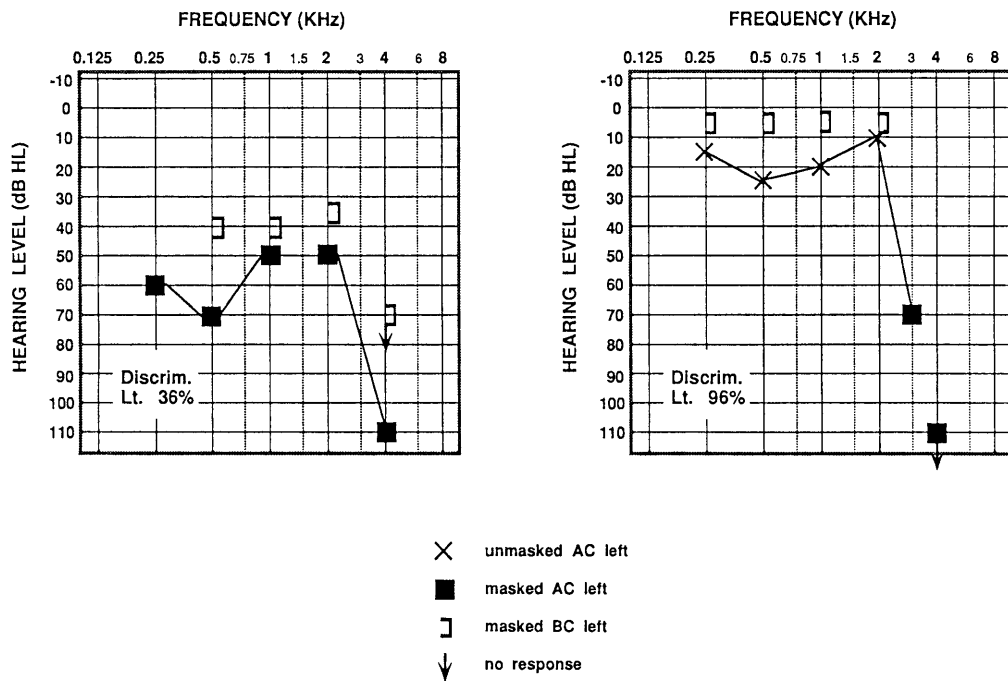 FREQUENCY (KHz)
0.125 0.25 0.5 0.75 1 1.5 2 3 4 6 8
HEARING LEVEL (dB HL)
-10
0
10
20
30
40
50
60
70
80
90
100
110
Discrim.
Lt. 36%
FREQUENCY (KHz)
0.125 0.25 0.5 0.75 1 1.5 2 3 4 6 8
HEARING LEVEL (dB HL)
-10
0
10
20
30
40
50
60
70
80
90
100
110
Discrim.
Lt. 96%
unmasked AC left
masked AC left
masked BC left
no response